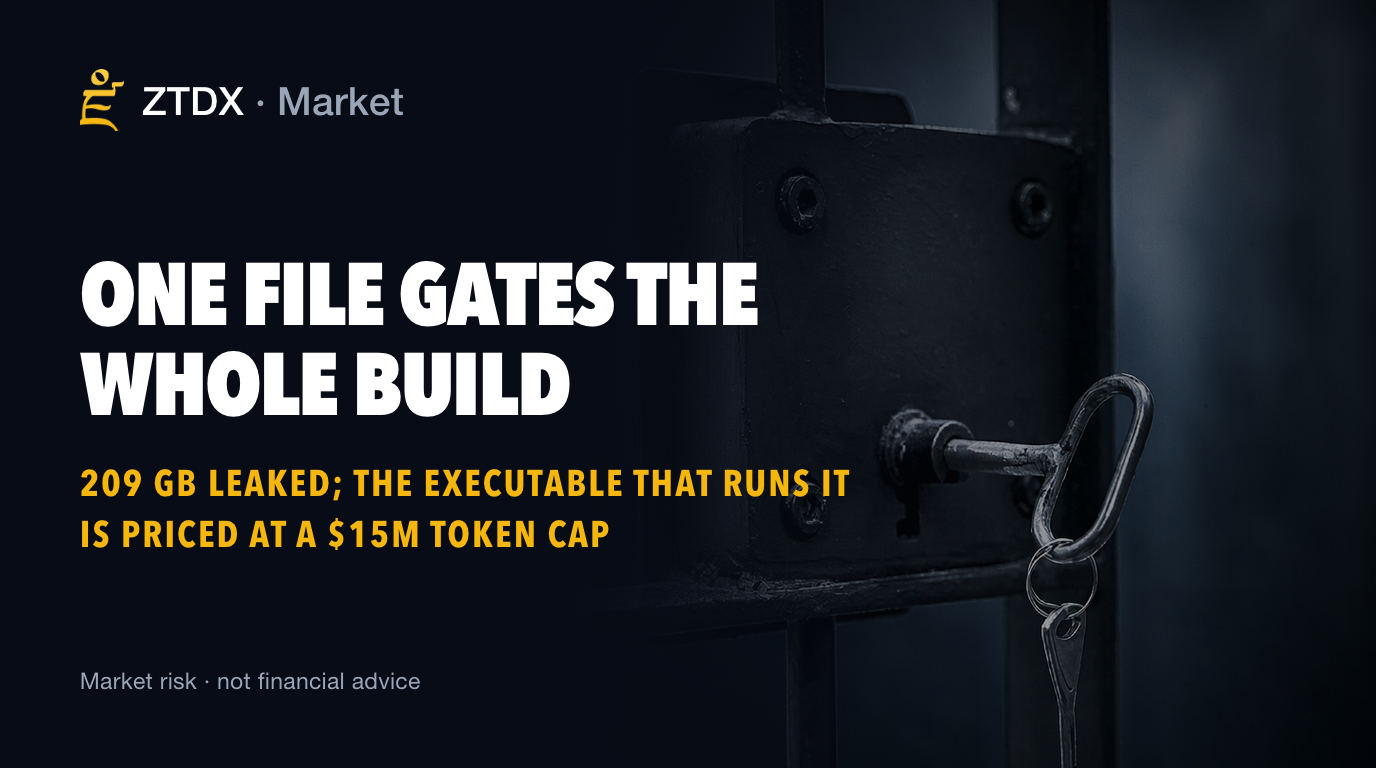 ZTDX · Market
ONE FILE GATES THE
WHOLE BUILD
209 GB LEAKED; THE EXECUTABLE THAT RUNS IT
IS PRICED AT A $15M TOKEN CAP
Market risk · not financial advice